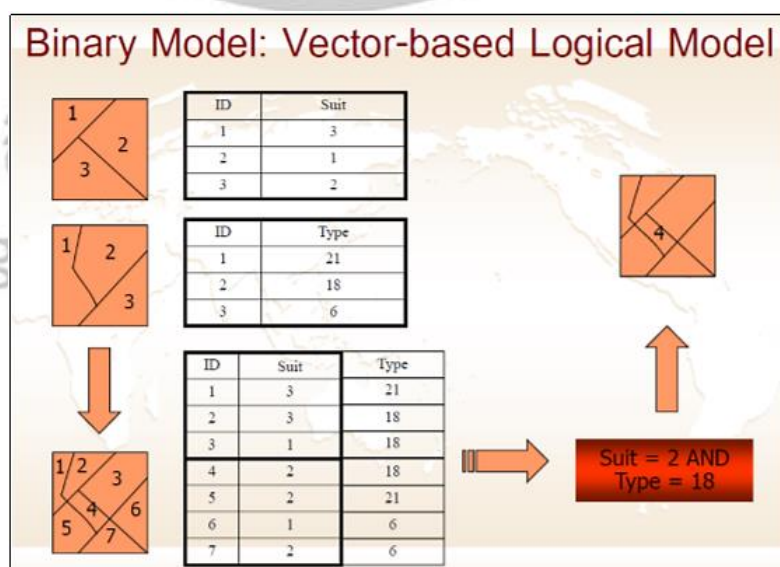 Binary Model: Vector-based Logical Model
1
2
3
ID Suit
1 3
2 1
3 2
1
2
3
ID Type
1 21
2 18
3 6
ID Suit Type
1 3 21
2 3 18
3 1 18
4 2 18
5 2 21
6 1 6
7 2 6
1 2
3
4
6
5
7
Suit = 2 AND
Type = 18
4